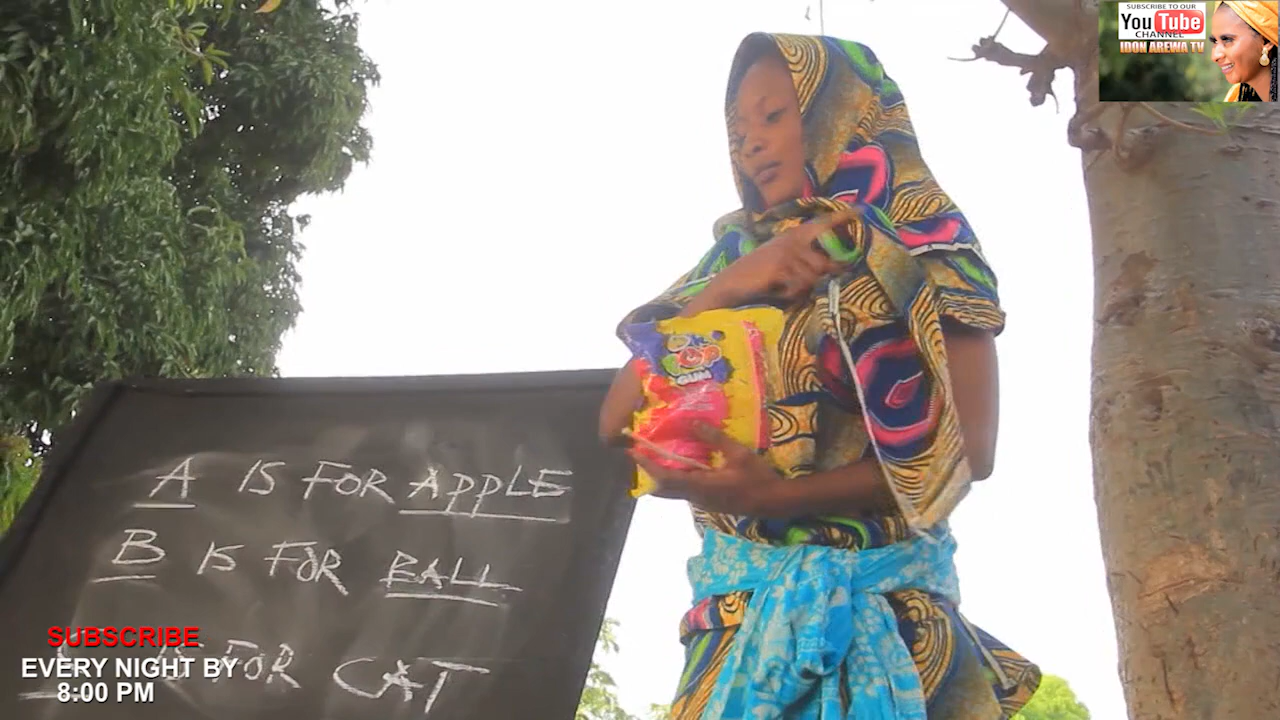 SUBSCRIBE TO OUR
YouTube
CHANNEL
IDON AREWA TV
POP
GUM
A IS FOR APPLE
B IS FOR BALL
IS FOR CAT
SUBSCRIBE
EVERY NIGHT BY
8:00 PM